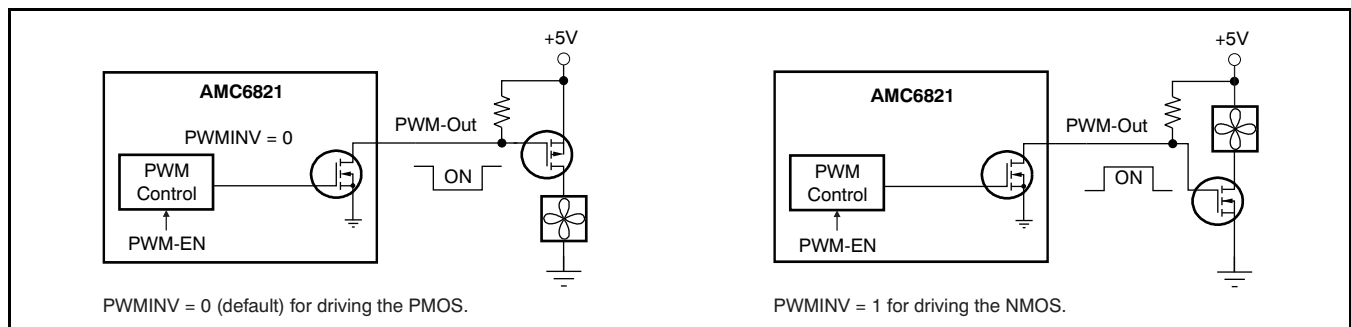 +5V
AMC6821
PWM-Out
PWMINV = 0
ON
PWM
Control
PWM-EN
PWMINV = 0 (default) for driving the PMOS.
+5V
AMC6821
PWM-Out
ON
PWM
Control
PWM-EN
PWMINV = 1 for driving the NMOS.